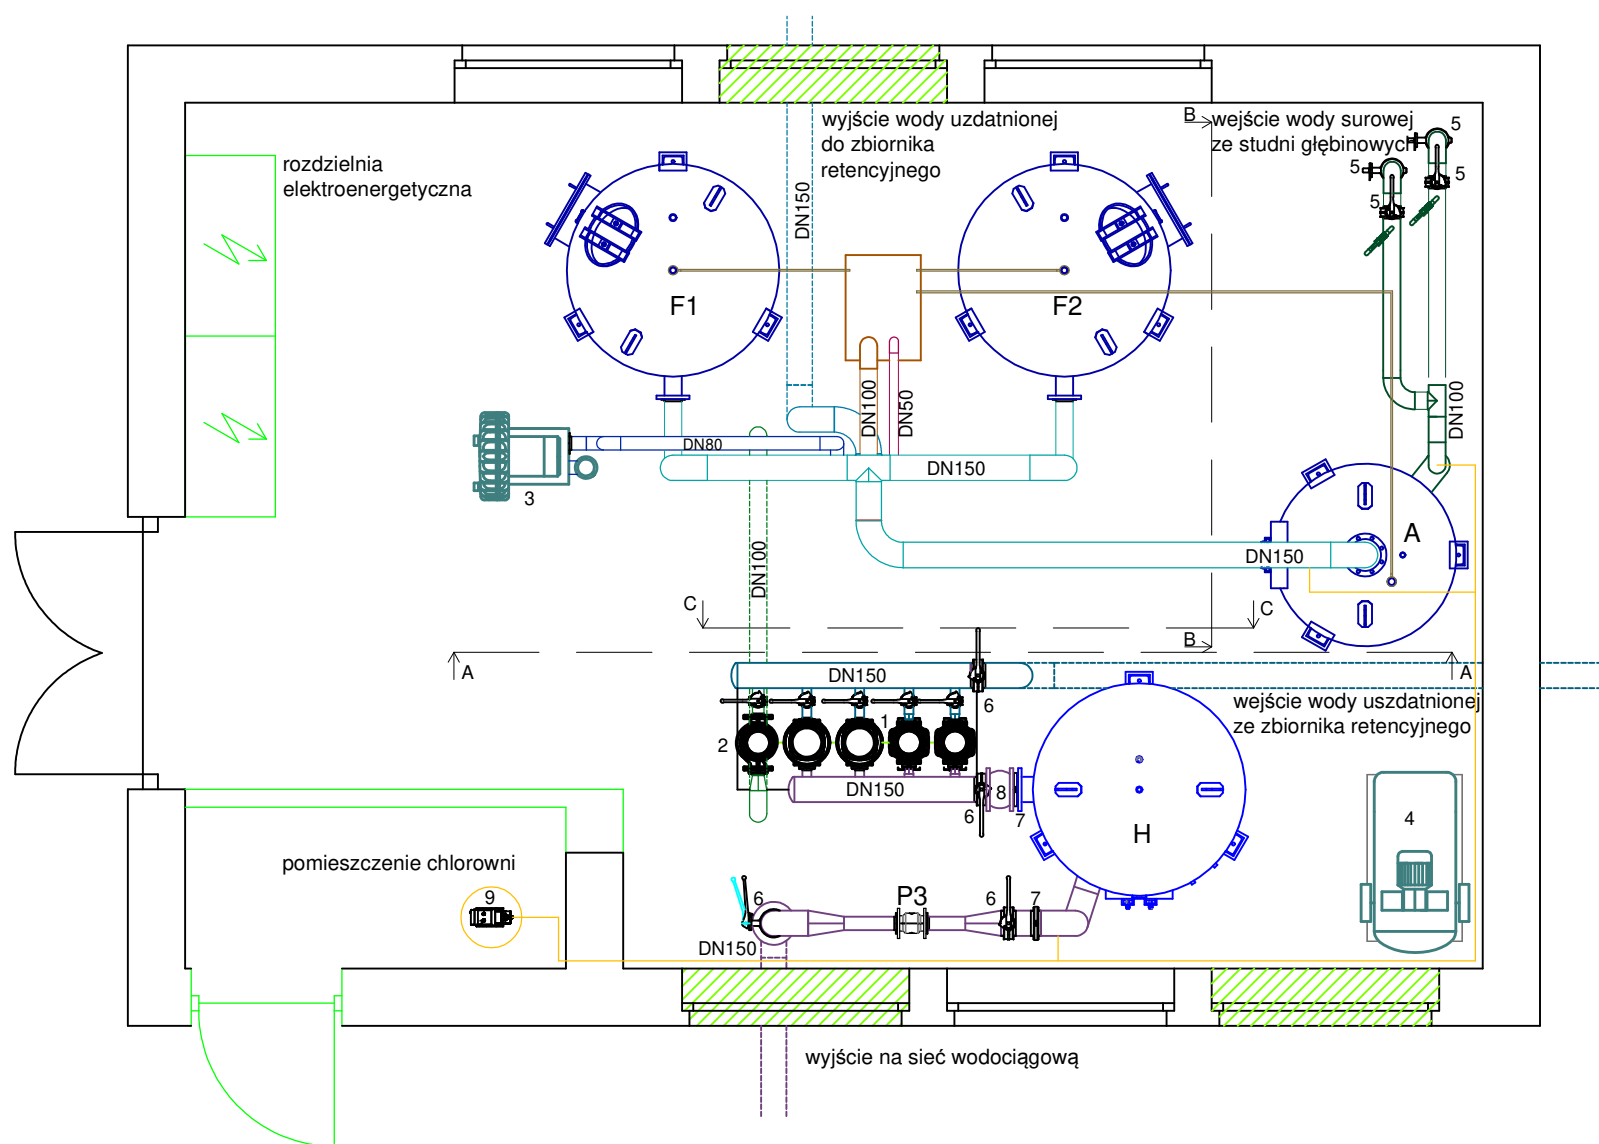 wyjście wody uzdatnionej
do zbiornika
retencyjnego
B
wejście wody surowej
ze studni głębinowych
5
5
5
5
rozdzielnia
elektroenergetyczna
DN150
F1
F2
DN100
DN50
DN100
DN80
DN150
3
A
DN150
DN100
C
C
B
A
A
DN150
6
wejście wody uszdatnionej
ze zbiornika retencyjnego
1
2
DN150
8
6
7
H
4
pomieszczenie chlorowni
9
6
P3
6
7
DN150
wyjście na sieć wodociągową